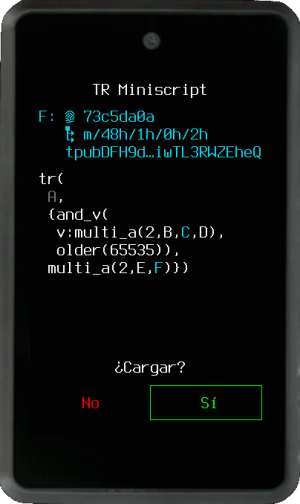 TR Miniscript
F: 73c5da0a
m/48h/1h/0h/2h
tpubDFH9d…iwTL3RWZEheQ
tr(
A,
{and_v(
v:multi_a(2,B,C,D),
older(65535)),
multi_a(2,E,F)})
¿Cargar?
No Sí